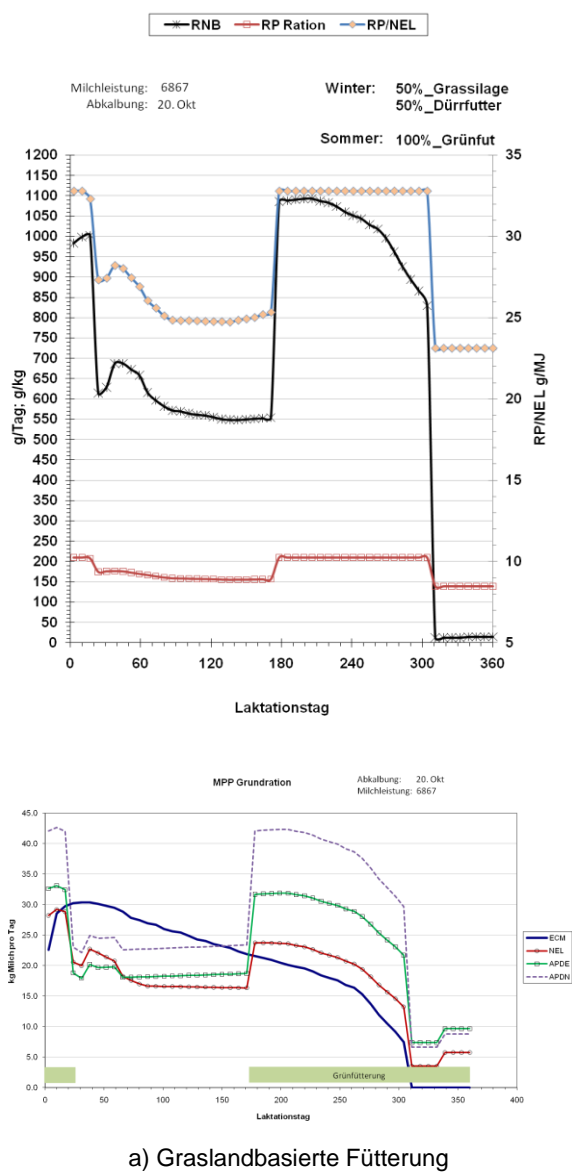 RNB RP Ration RP/NEL
Milchleistung: 6867
Abkalbung: 20. Okt
Winter: 50%_Grassilage
50%_Dürrfutter
Sommer: 100%_Grünfut
g/Tag; g/kg
1200
1150
1100
1050
1000
950
900
850
800
750
700
650
600
550
500
450
400
350
300
250
200
150
100
50
0
35
30
25
20
15
10
5
RP/NEL g/MJ
0 60 120 180 240 300 360
Laktationstag
MPP Grundration
Abkalbung: 20. Okt
Milchleistung: 6867
kg Milch pro Tag
45.0
40.0
35.0
30.0
25.0
20.0
15.0
10.0
5.0
0.0
ECM
NEL
APDE
APDN
Grünfütterung
0 50 100 150 200 250 300 350 400
Laktationstag
a) Graslandbasierte Fütterung